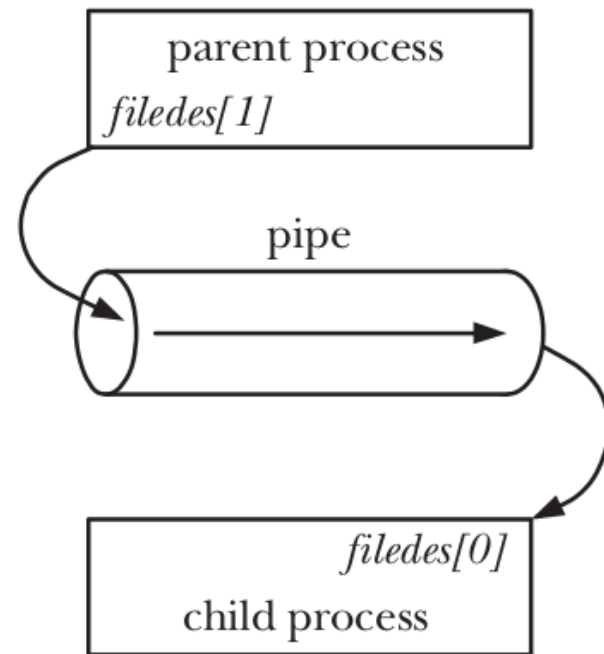 parent process
filedes[1]
pipe
filedes[0]
child process